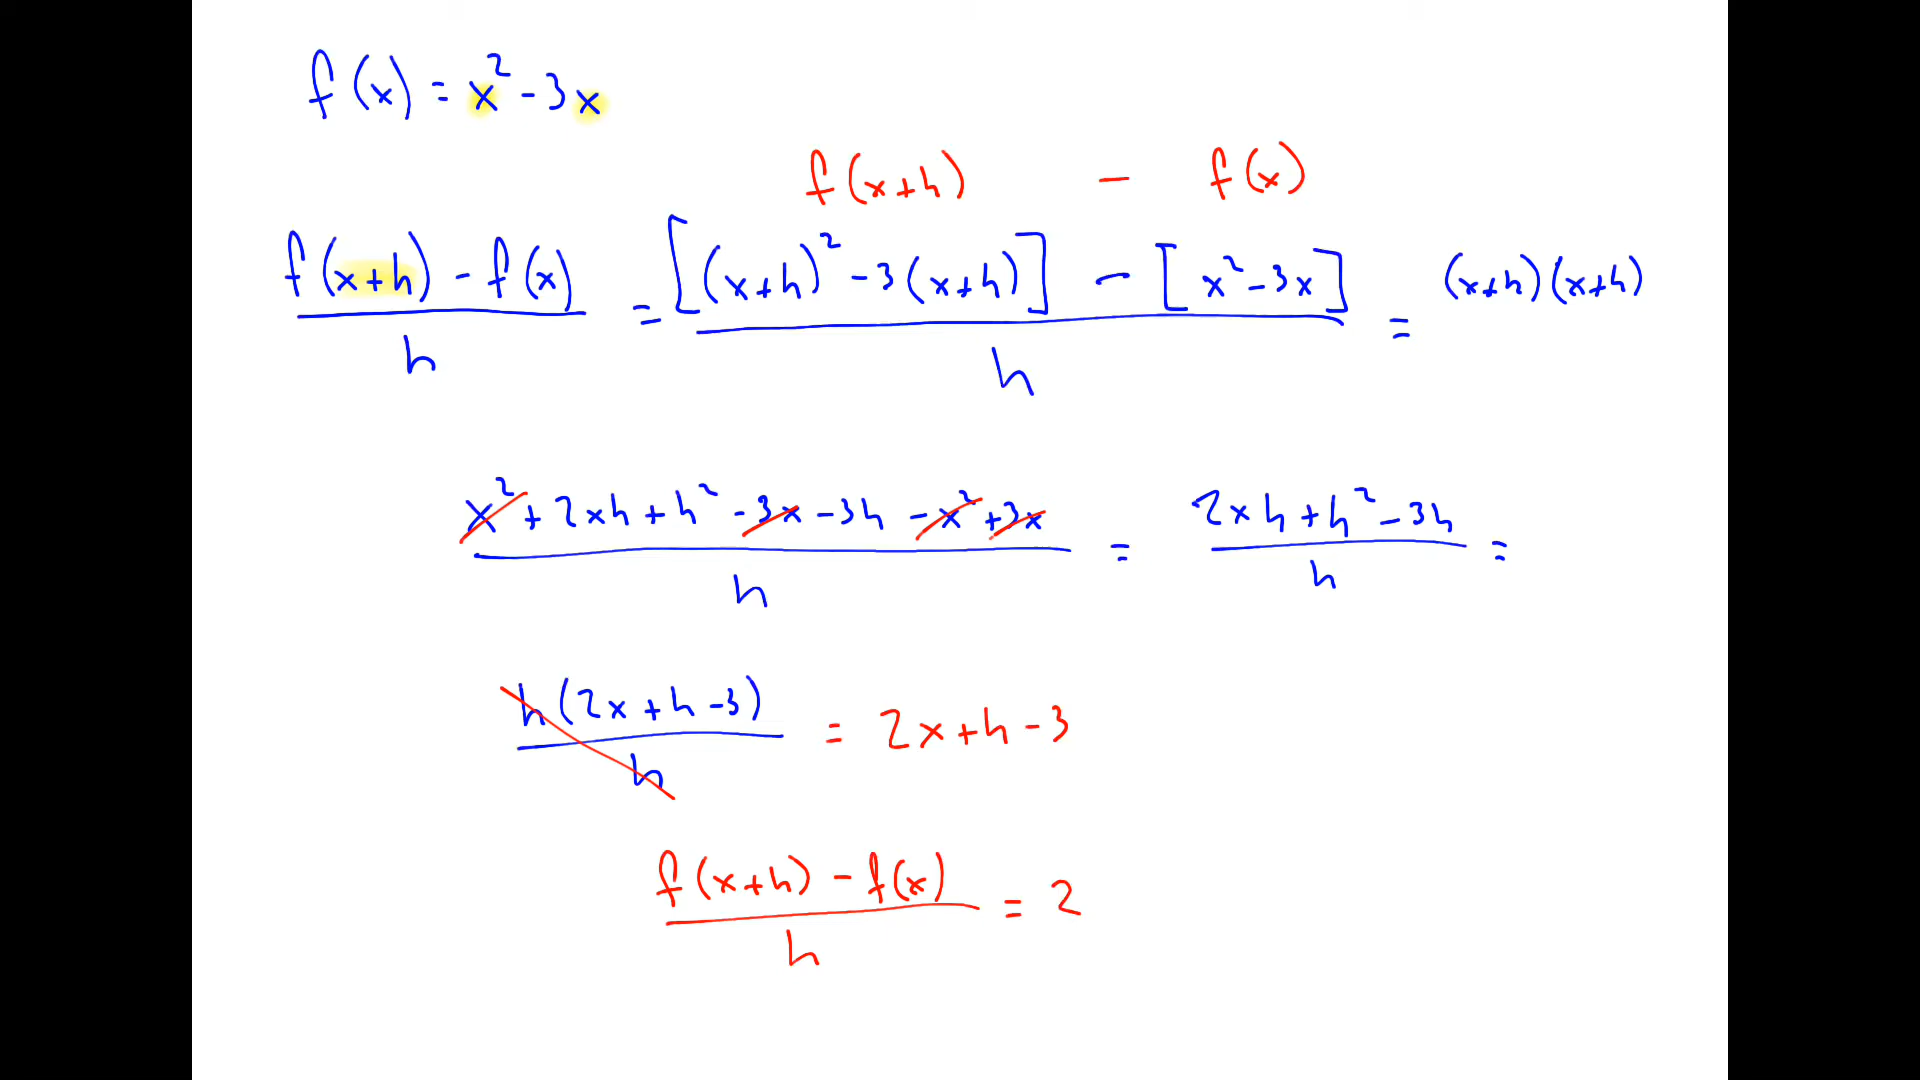 f(x) = x² - 3x
f(x+h) - f(x)
f(x+h) - f(x) / h = [(x+h)² - 3(x+h)] - [x² - 3x] / h = (x+h)(x+h)
x² + 2xh + h² - 3x - 3h - x² + 3x / h = 2xh + h² - 3h / h =
h(2x + h - 3) / h = 2x + h - 3
f(x+h) - f(x) / h = 2